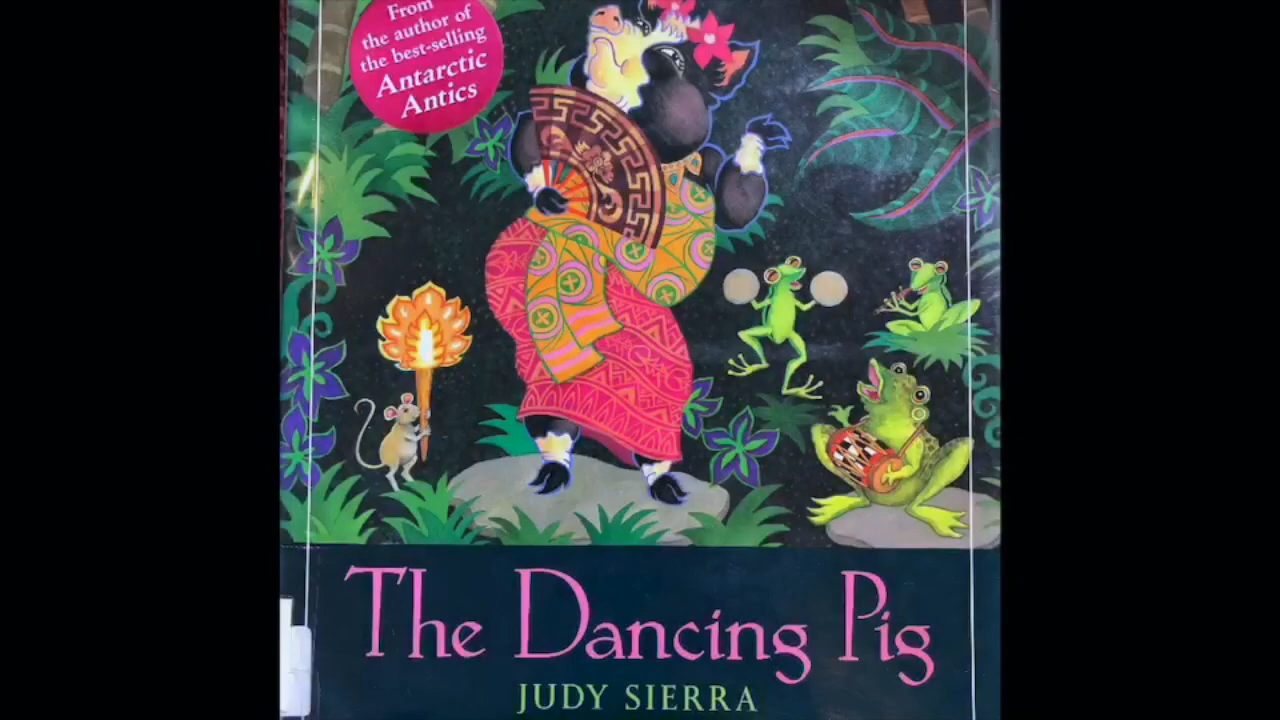 From
the author of
the best-selling
Antarctic
Antics
The Dancing Pig
JUDY SIERRA